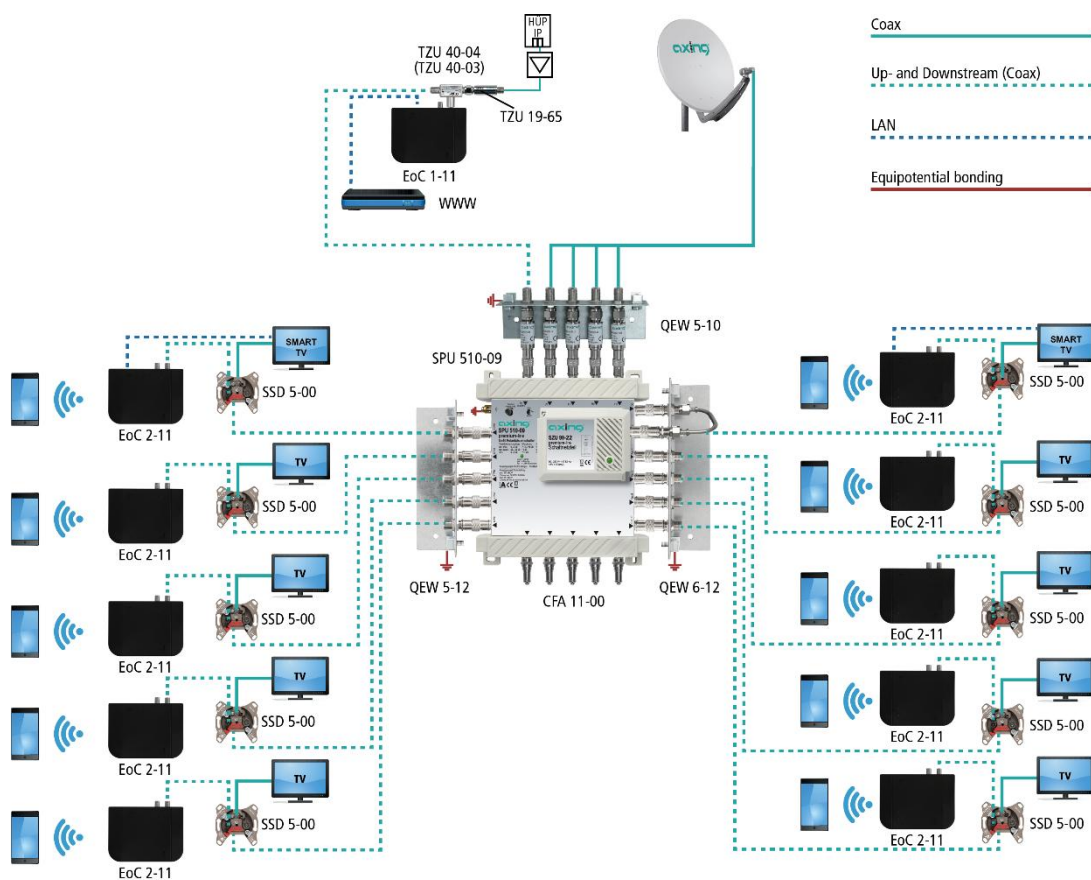 HÜP
IP
TZU 40-04
(TZU 40-03)
TZU 19-65
EoC 1-11
WWW
axing
Coax
Up- and Downstream (Coax)
LAN
Equipotential bonding
QEW 5-10
SPU 510-09
axing
SPU 510-09
premium-line
axing
SZU 99-22
premium-line
QEW 5-12
CFA 11-00
QEW 6-12
SMART
TV
SSD 5-00
EoC 2-11
TV
SSD 5-00
EoC 2-11
TV
SSD 5-00
EoC 2-11
TV
SSD 5-00
EoC 2-11
TV
SSD 5-00
EoC 2-11
SMART
TV
SSD 5-00
EoC 2-11
TV
SSD 5-00
EoC 2-11
TV
SSD 5-00
EoC 2-11
TV
SSD 5-00
EoC 2-11
TV
SSD 5-00
EoC 2-11